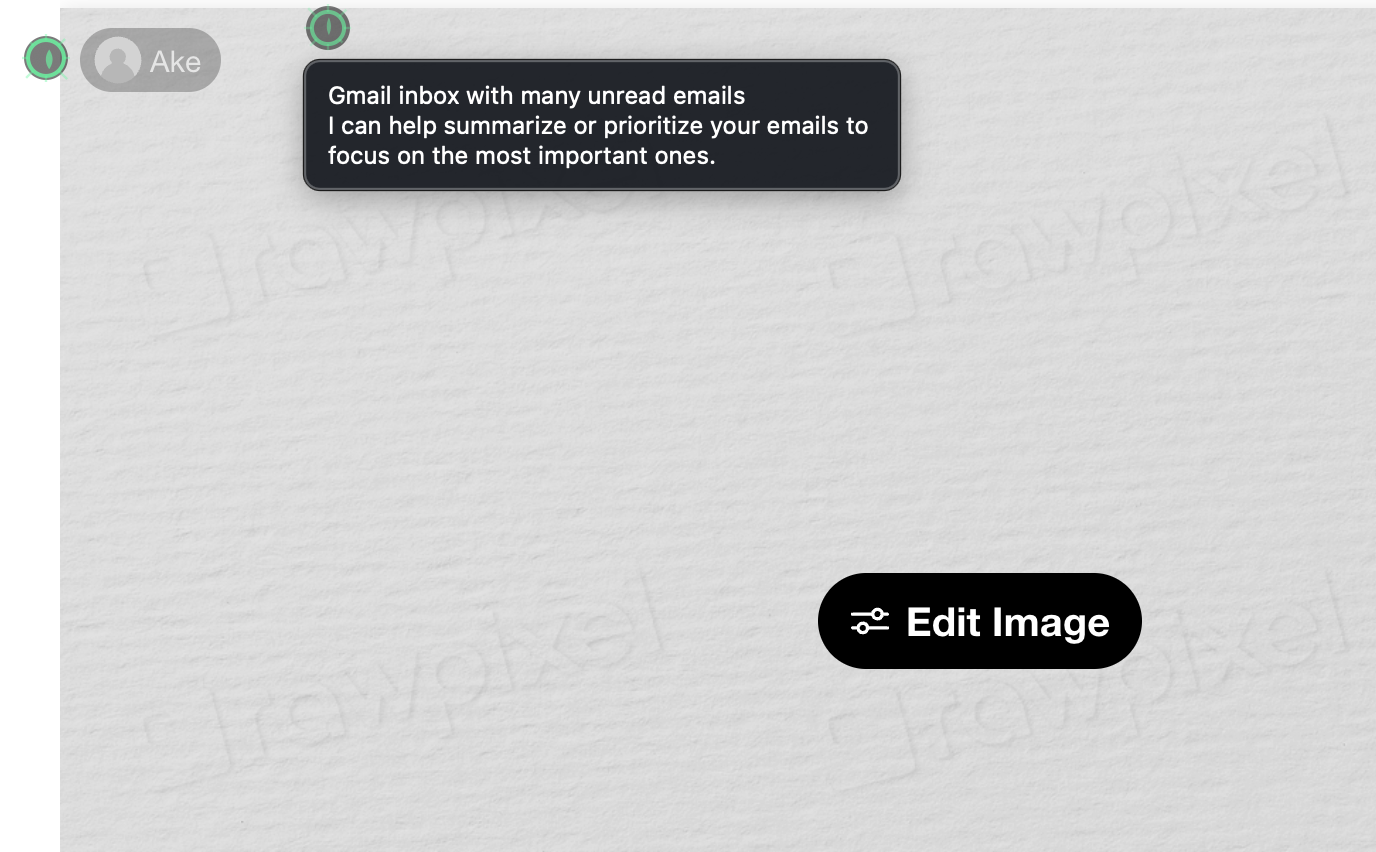 Ake
Gmail inbox with many unread emails
I can help summarize or prioritize your emails to
focus on the most important ones.
rawpixel
rawpixel
Edit Image
rawpixel
rawpixel